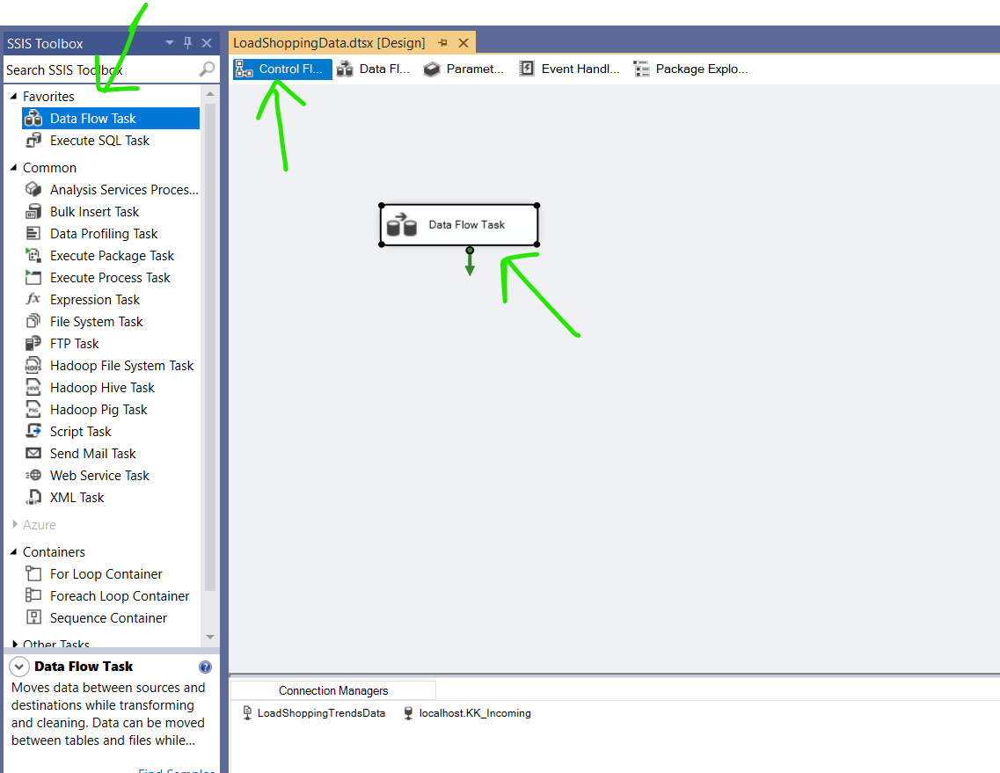 SSIS Toolbox
Search SSIS Toolbox
Favorites
Data Flow Task
Execute SQL Task
Common
Analysis Services Proces...
Bulk Insert Task
Data Profiling Task
Execute Package Task
Execute Process Task
Expression Task
File System Task
FTP Task
Hadoop File System Task
Hadoop Hive Task
Hadoop Pig Task
Script Task
Send Mail Task
Web Service Task
XML Task
Azure
Containers
For Loop Container
Foreach Loop Container
Sequence Container
Other Tasks
Data Flow Task
Moves data between sources and
destinations while transforming
and cleaning. Data can be moved
between tables and files while...
Find Samples
LoadShoppingData.dtsx [Design]
Control Fl... Data Fl... Paramet... Event Handl... Package Explo...
Data Flow Task
Connection Managers
LoadShoppingTrendsData localhost.KK_Incoming